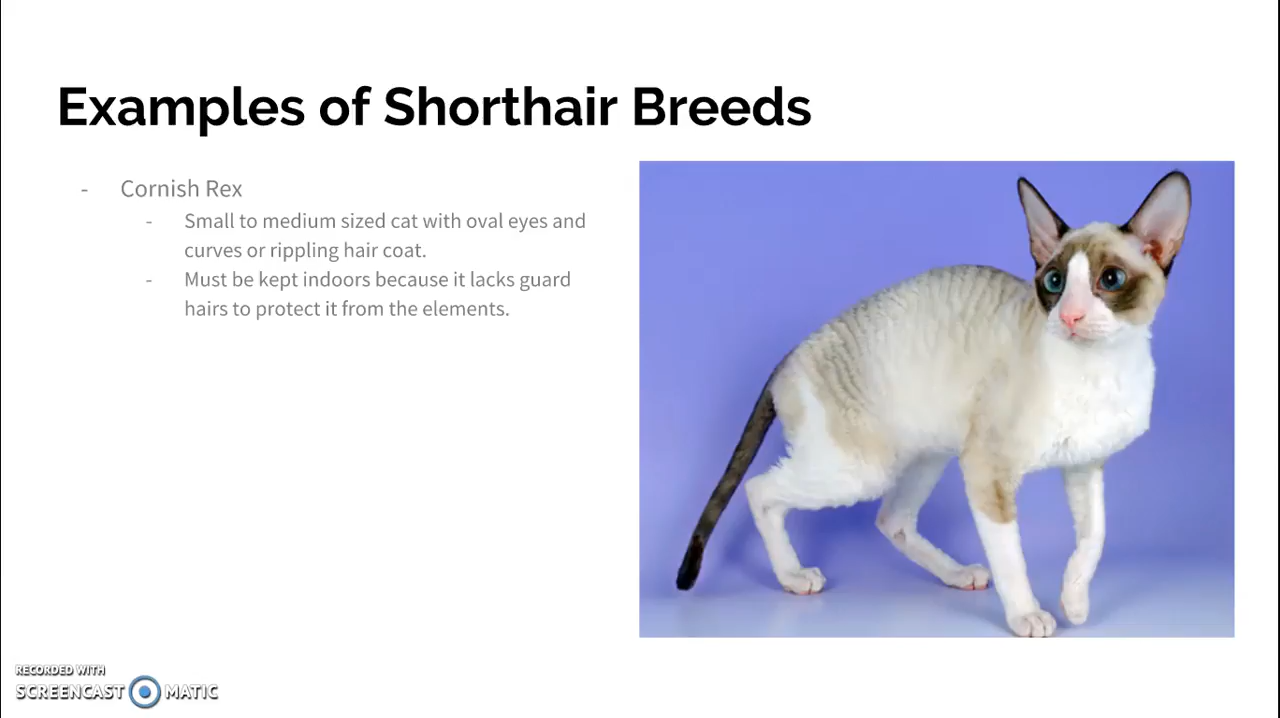 Examples of Shorthair Breeds
- Cornish Rex
- Small to medium sized cat with oval eyes and
curves or rippling hair coat.
- Must be kept indoors because it lacks guard
hairs to protect it from the elements.
RECORDED WITH
SCREENCAST MATIC